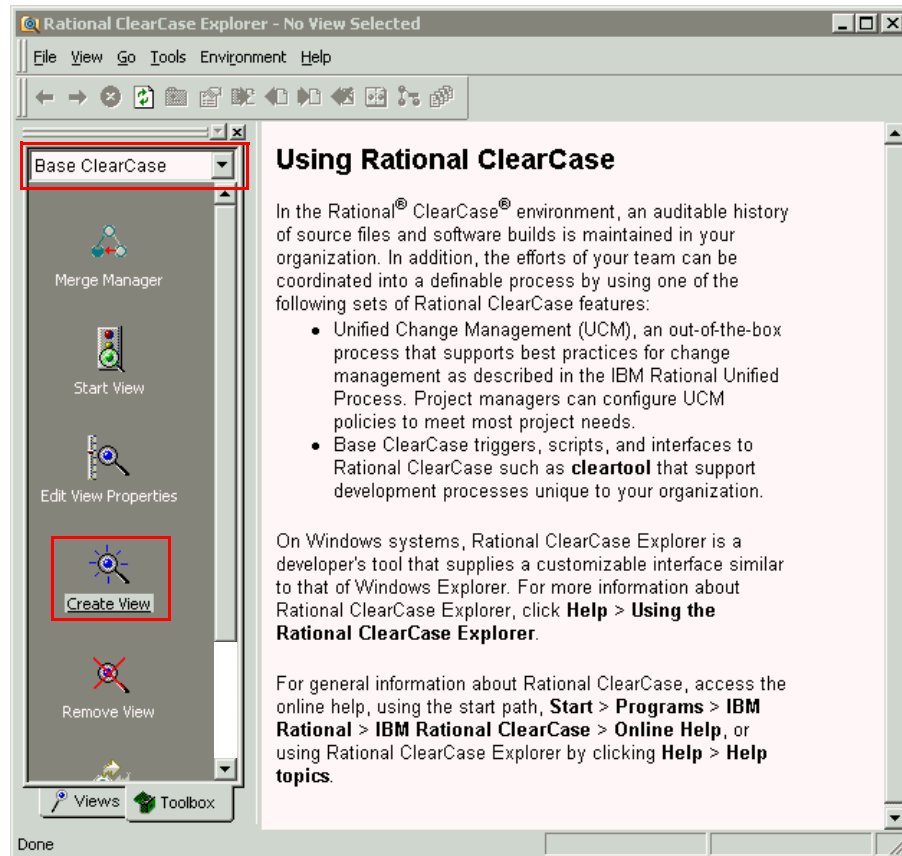 Rational ClearCase Explorer - No View Selected
File View Go Tools Environment Help
Base ClearCase
Merge Manager
Start View
Edit View Properties
Create View
Remove View
Views Toolbox
Using Rational ClearCase
In the Rational® ClearCase® environment, an auditable history
of source files and software builds is maintained in your
organization. In addition, the efforts of your team can be
coordinated into a definable process by using one of the
following sets of Rational ClearCase features:
• Unified Change Management (UCM), an out-of-the-box
process that supports best practices for change
management as described in the IBM Rational Unified
Process. Project managers can configure UCM
policies to meet most project needs.
• Base ClearCase triggers, scripts, and interfaces to
Rational ClearCase such as cleartool that support
development processes unique to your organization.
On Windows systems, Rational ClearCase Explorer is a
developer's tool that supplies a customizable interface similar
to that of Windows Explorer. For more information about
Rational ClearCase Explorer, click Help > Using the
Rational ClearCase Explorer.
For general information about Rational ClearCase, access the
online help, using the start path, Start > Programs > IBM
Rational > IBM Rational ClearCase > Online Help, or
using Rational ClearCase Explorer by clicking Help > Help
topics.
Done